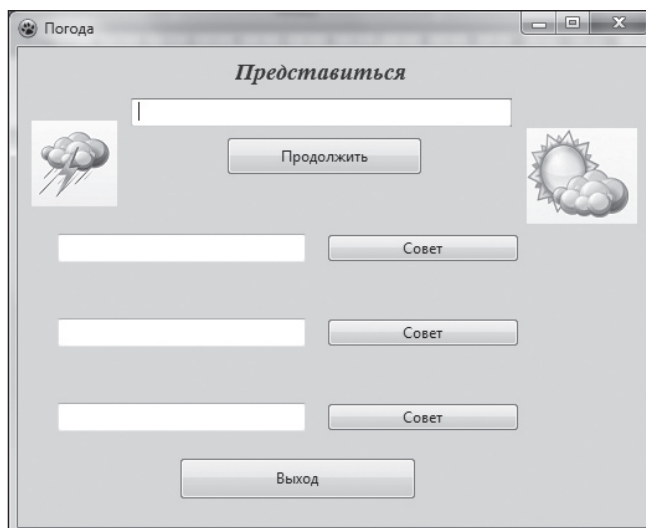 Погода
Представиться
Продолжить
Совет
Совет
Совет
Выход